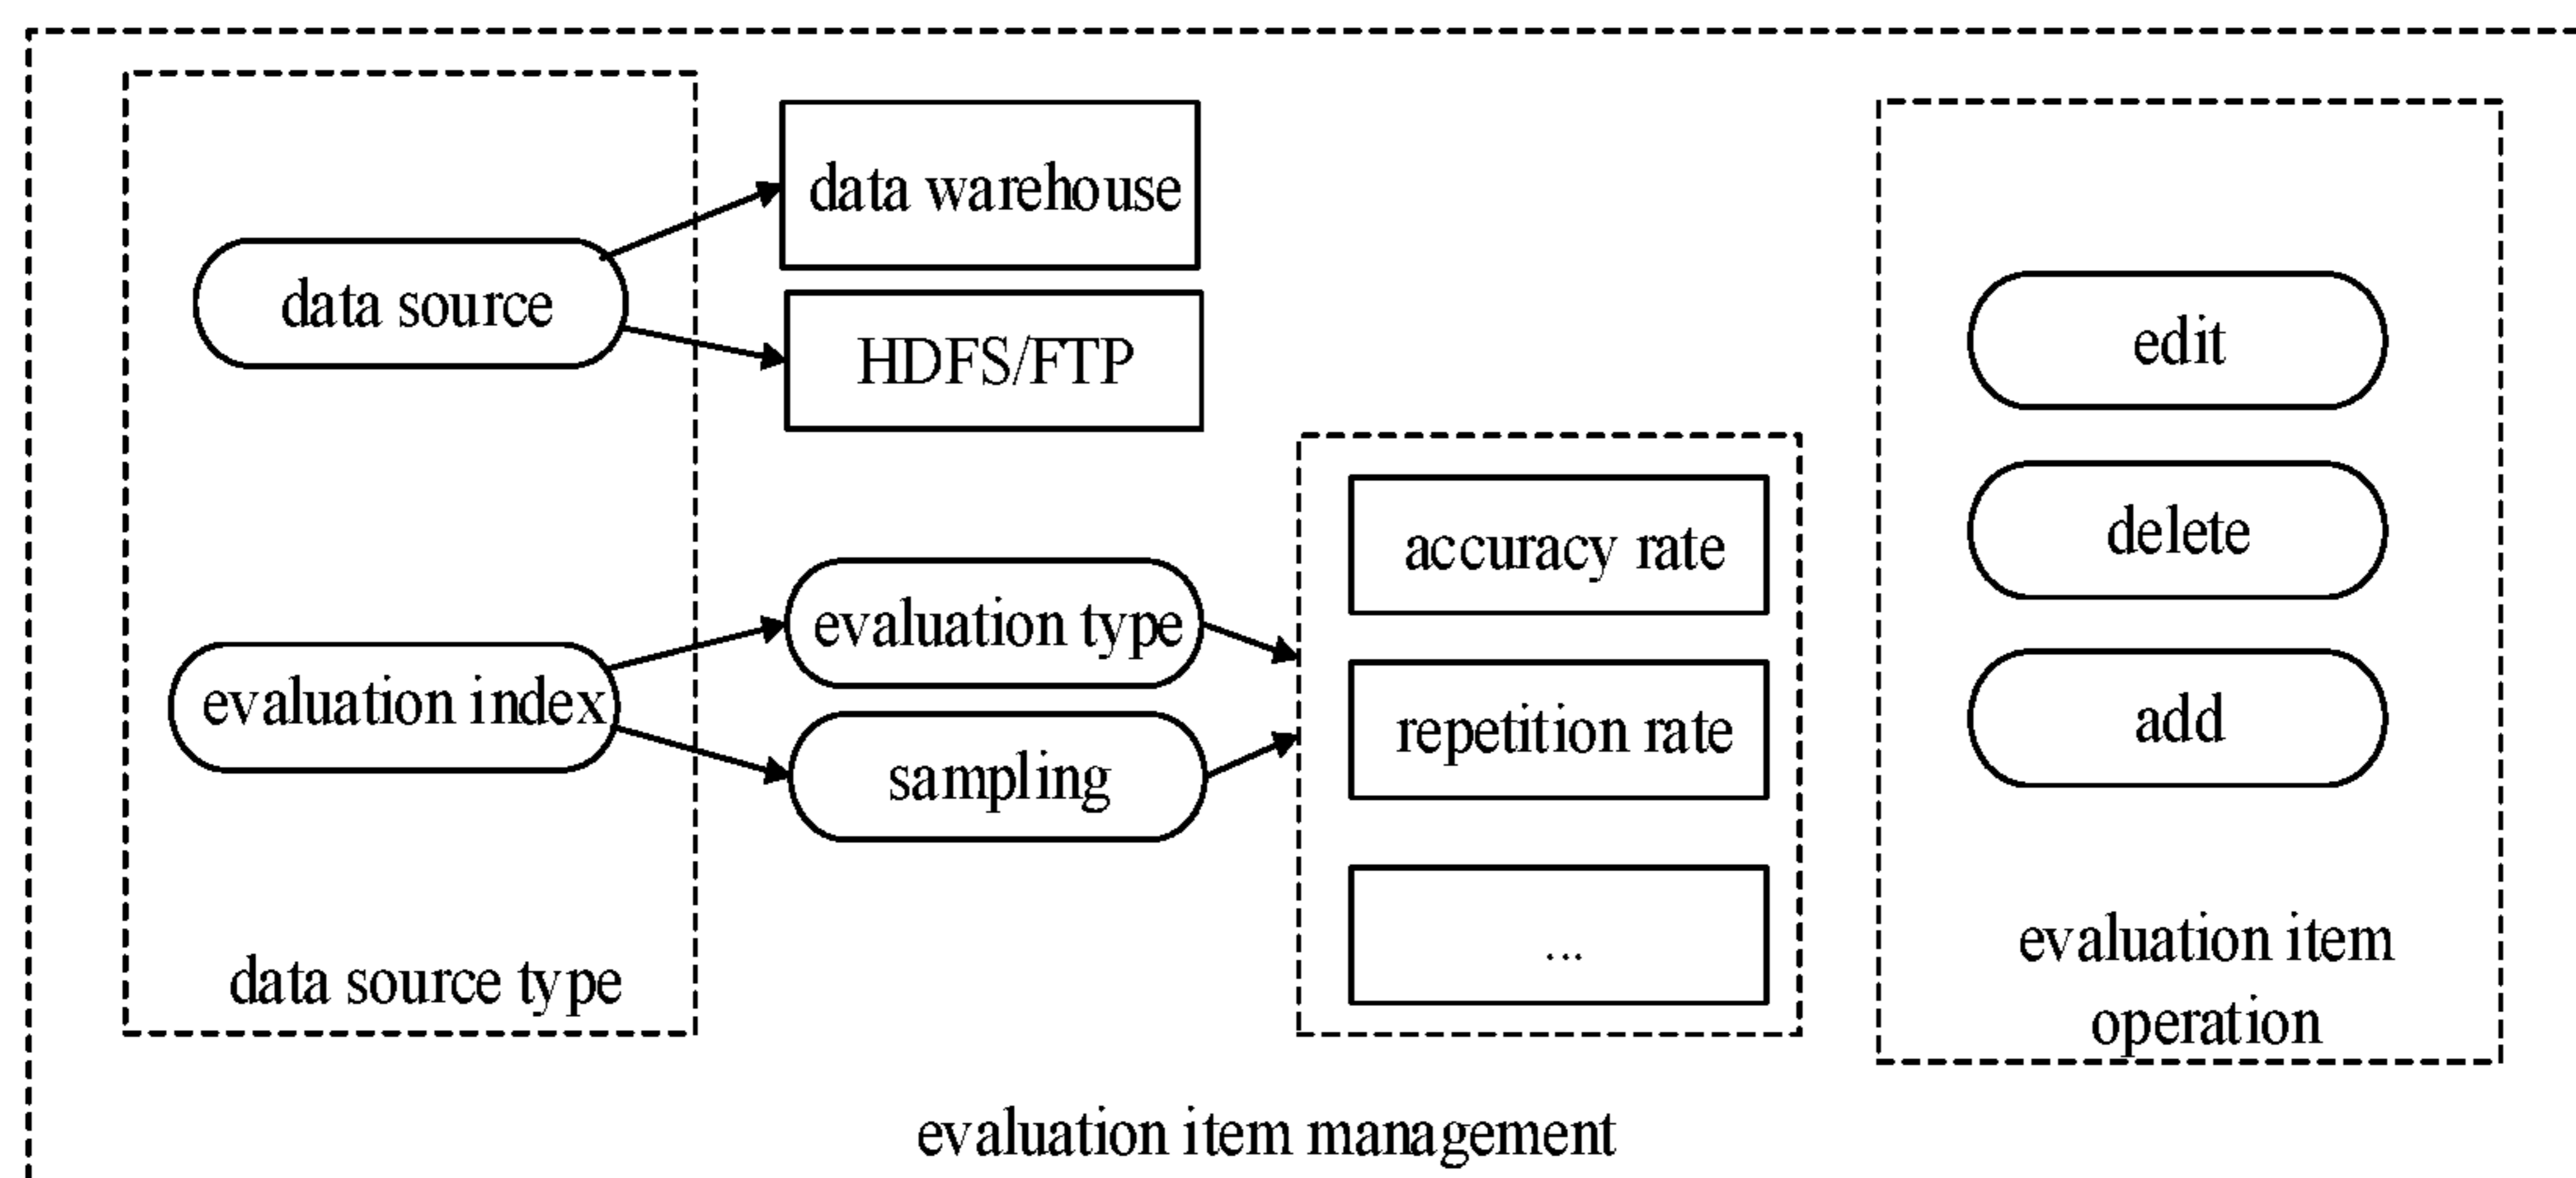 data source
data warehouse
HDFS/FTP
evaluation index
evaluation type
sampling
data source type
accuracy rate
repetition rate
...
edit
delete
add
evaluation item
operation
evaluation item management